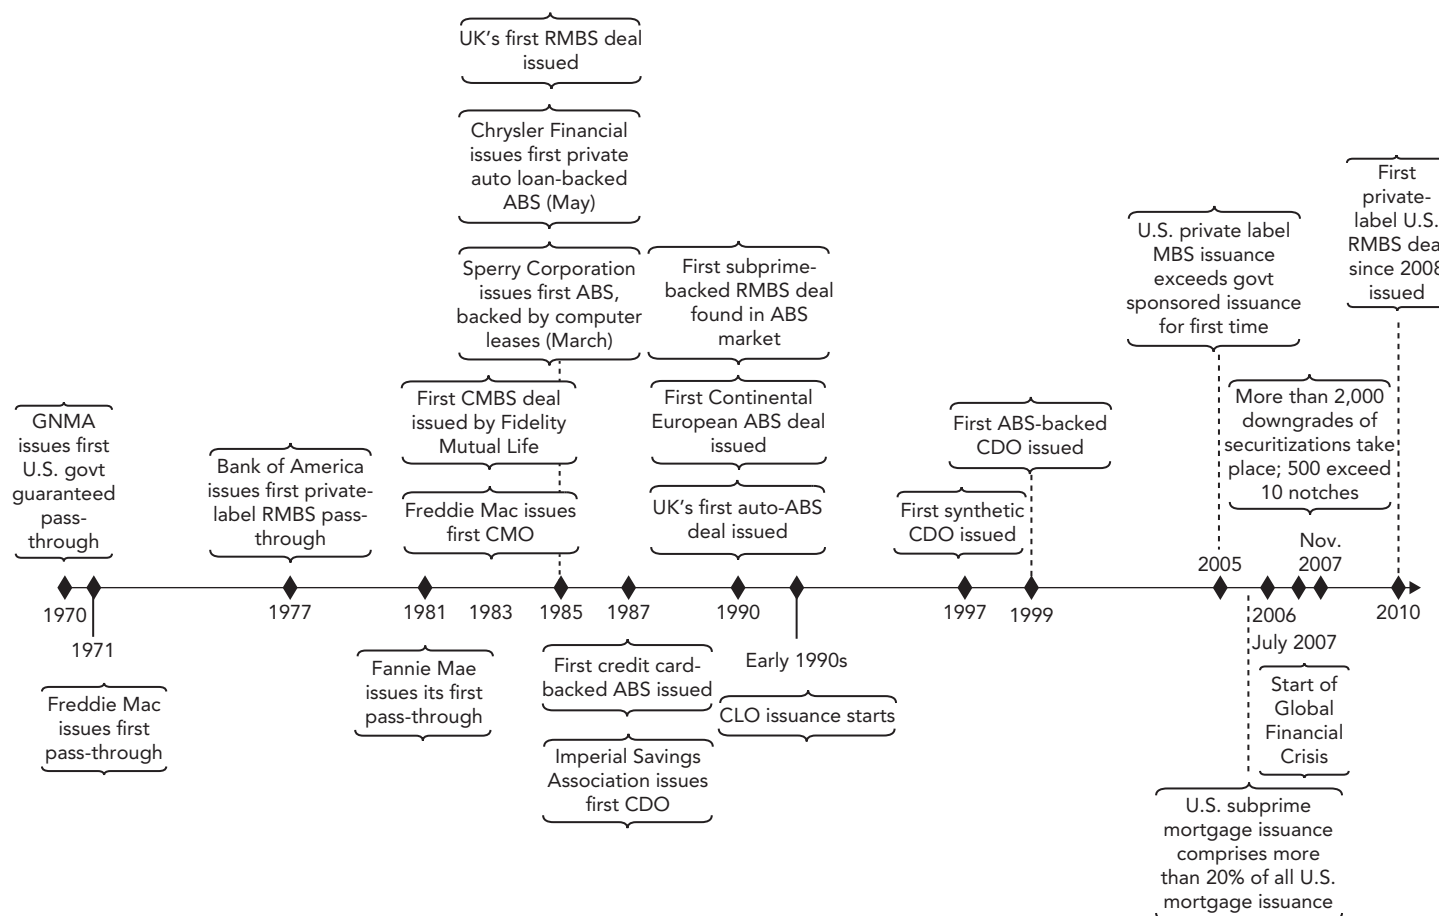 UK's first RMBS deal
issued
Chrysler Financial
issues first private
auto loan-backed
ABS (May)
Sperry Corporation
issues first ABS,
backed by computer
leases (March)
First subprime-
backed RMBS deal
found in ABS
market
U.S. private label
MBS issuance
exceeds govt
sponsored issuance
for first time
First
private-
label U.S.
RMBS dea
since 2008
issued
GNMA
issues first
U.S. govt
guaranteed
pass-
through
Bank of America
issues first private-
label RMBS pass-
through
First CMBS deal
issued by Fidelity
Mutual Life
Freddie Mac issues
first CMO
First Continental
European ABS deal
issued
UK's first auto-ABS
deal issued
First ABS-backed
CDO issued
First synthetic
CDO issued
More than 2,000
downgrades of
securitizations take
place; 500 exceed
10 notches
Nov.
2007
2005
1970
1971
1977
1981
1983
1985
1987
1990
Early 1990s
1997
1999
2006
July 2007
2010
Freddie Mac
issues first
pass-through
Fannie Mae
issues its first
pass-through
First credit card-
backed ABS issued
Imperial Savings
Association issues
first CDO
CLO issuance starts
Start of
Global
Financial
Crisis
U.S. subprime
mortgage issuance
comprises more
than 20% of all U.S.
mortgage issuance